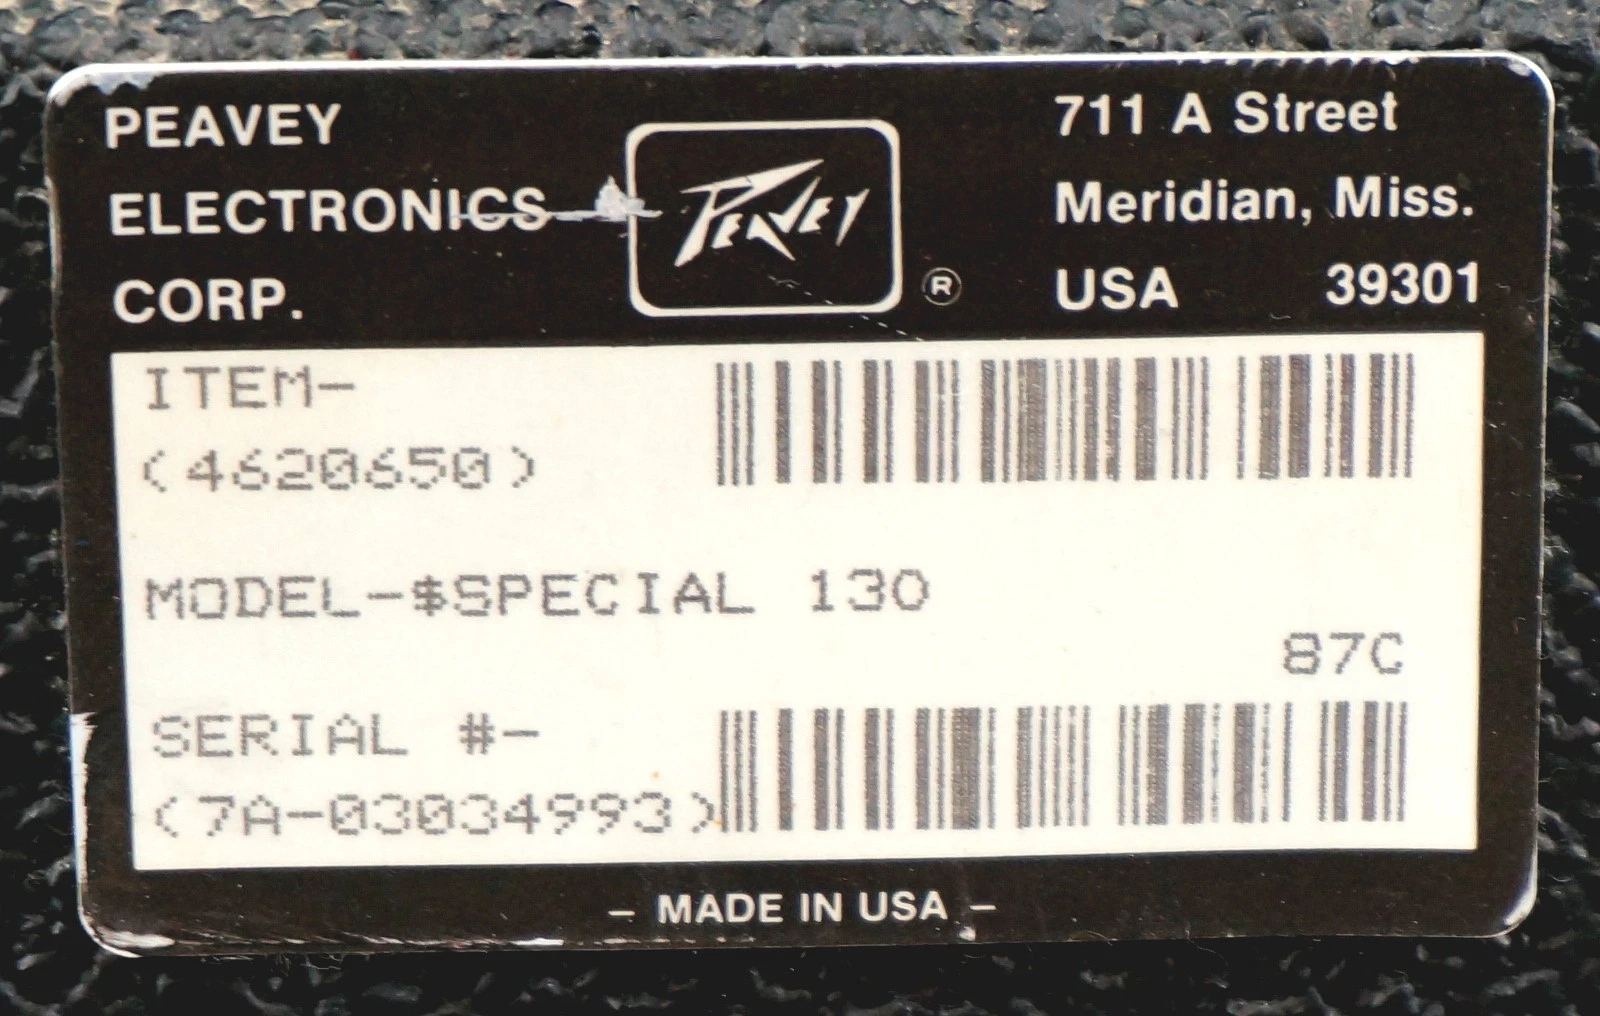 PEAVEY
ELECTRONICS
CORP.
PEAVEY
®
711 A Street
Meridian, Miss.
USA 39301
ITEM-
(4620650)
MODEL-$SPECIAL 130
87C
SERIAL #-
(7A-03034993)
– MADE IN USA –